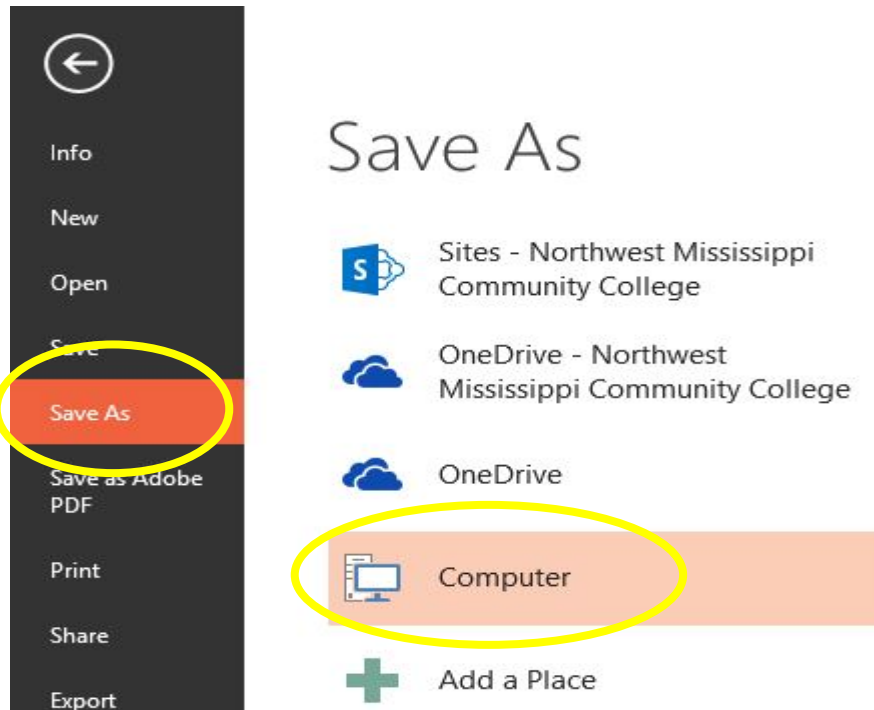 Info
New
Open
Save
Save As
Save as Adobe
PDF
Print
Share
Export
Save As
S
Sites - Northwest Mississippi
Community College
OneDrive - Northwest
Mississippi Community College
OneDrive
Computer
Add a Place